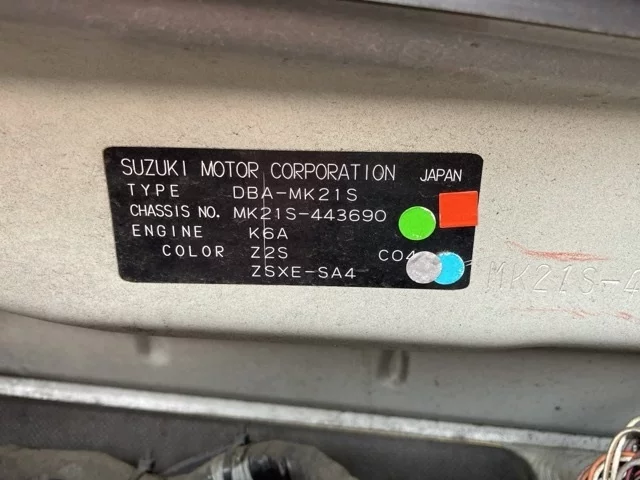 SUZUKI MOTOR CORPORATION JAPAN
TYPE DBA-MK21S
CHASSIS NO. MK21S-443690
ENGINE K6A
COLOR Z2S C04
ZSXE-SA4
MK21S-4